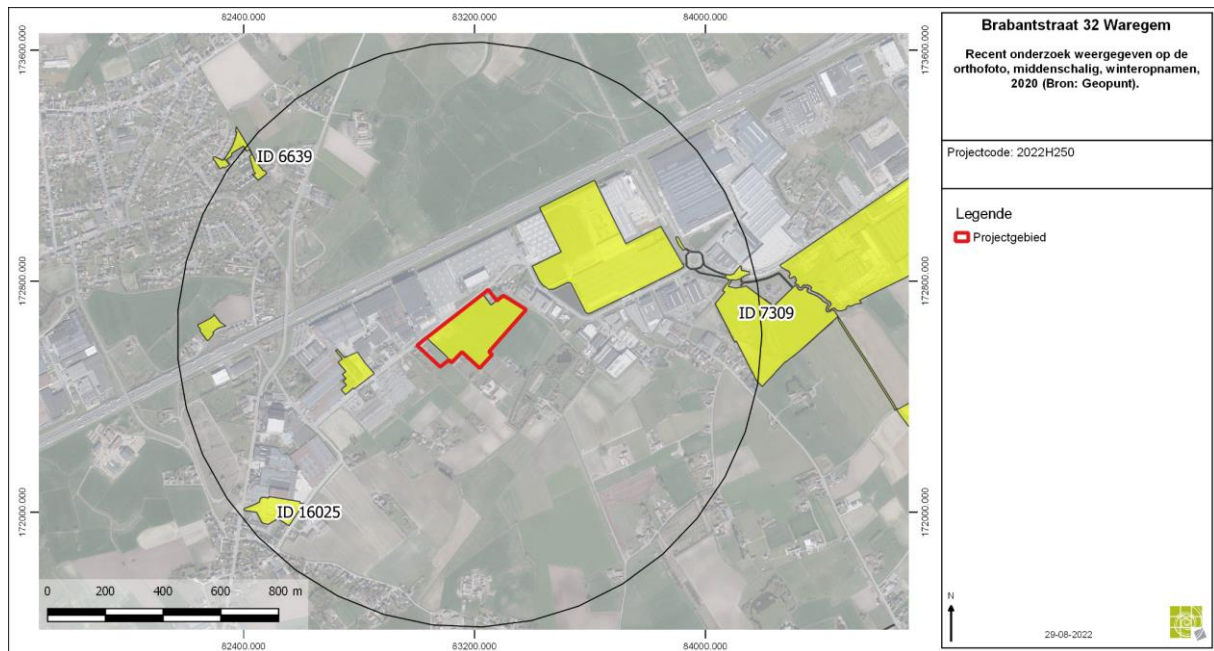 82400.000
83200.000
84000.000
173600.000
173600.000
Brabantstraat 32 Waregem
Recent onderzoek weergegeven op de
orthofoto, middenschalig, winteropnamen,
2020 (Bron: Geopunt).
Projectcode: 2022H250
Legende
Projectgebied
ID 6639
172800.000
172800.000
ID 7309
172000.000
172000.000
ID 16025
0 200 400 600 800 m
82400.000
83200.000
84000.000
N
29-08-2022